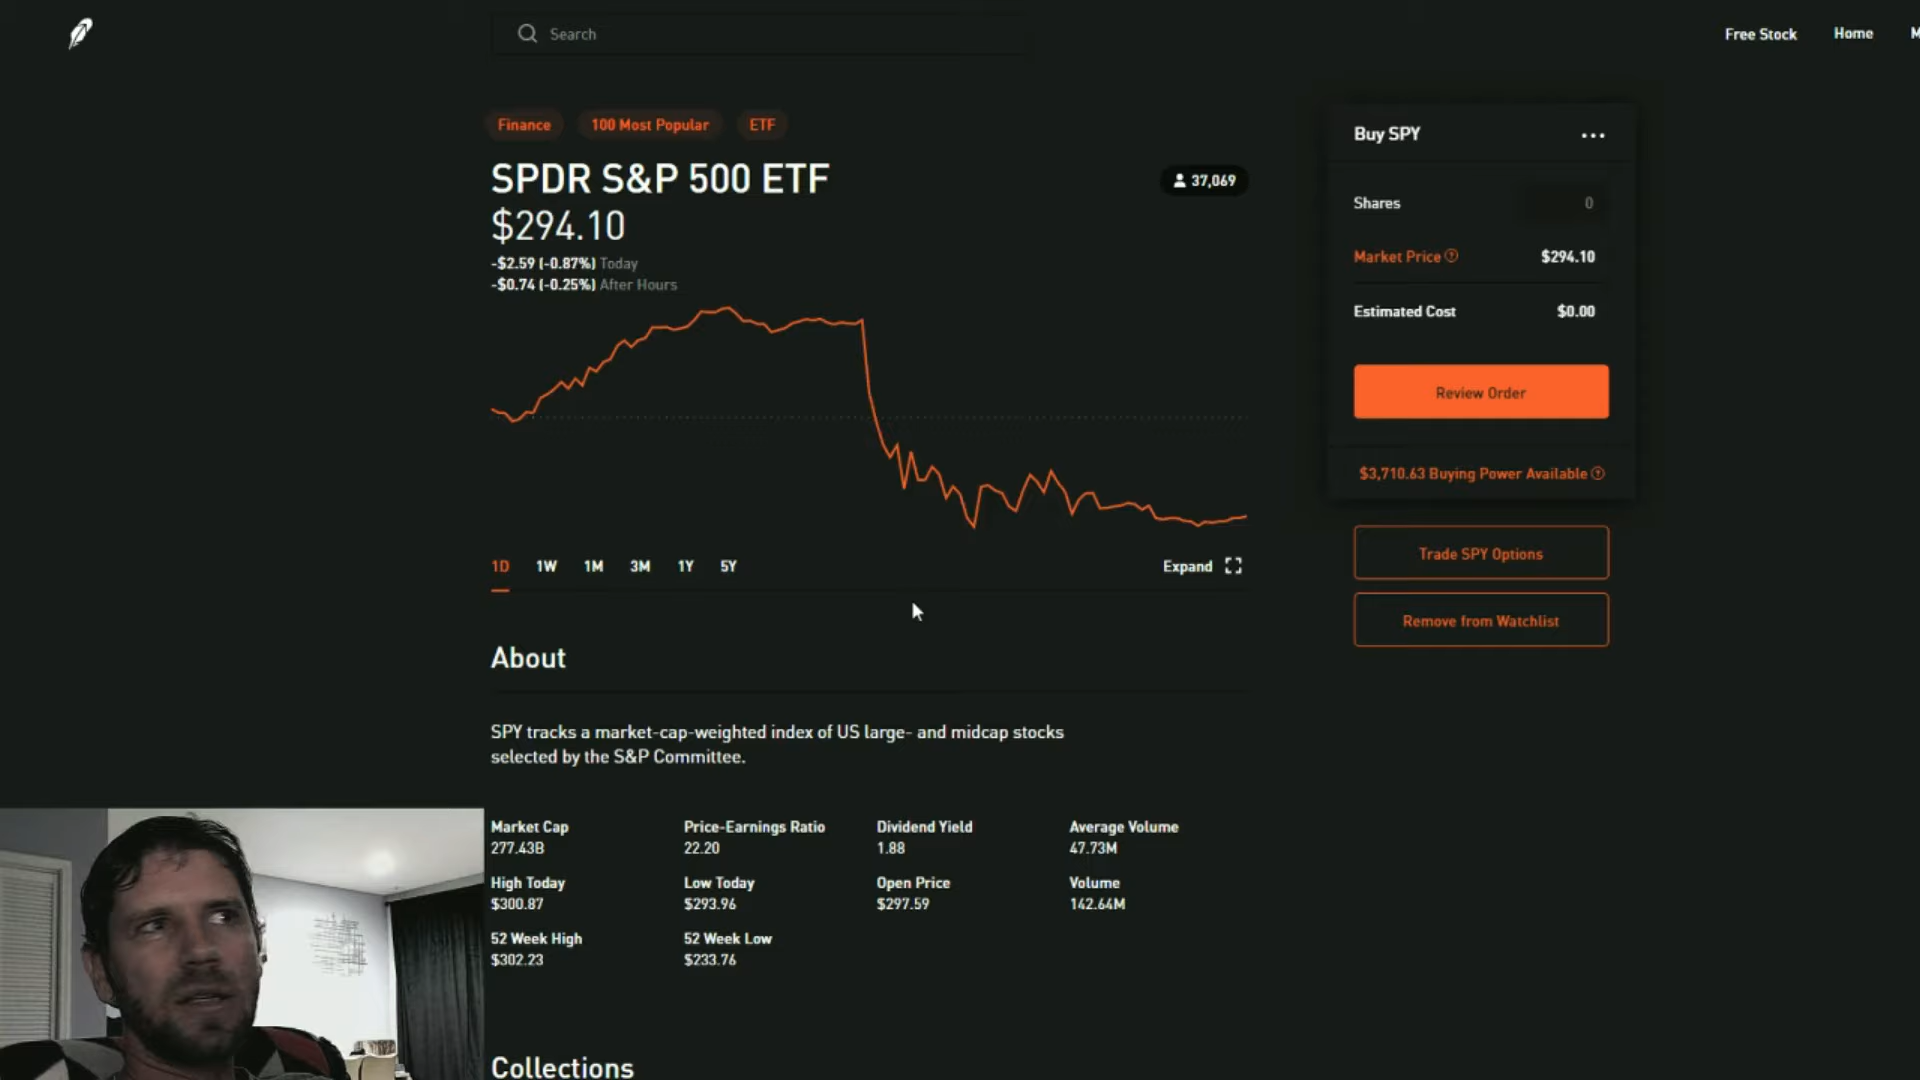 Search
Free Stock
Home
M
Finance
100 Most Popular
ETF
SPDR S&P 500 ETF
37,069
$294.10
-$2.59 (-0.87%) Today
-$0.74 (-0.25%) After Hours
Buy SPY
Shares 0
Market Price $294.10
Estimated Cost $0.00
Review Order
$3,710.63 Buying Power Available
Trade SPY Options
Remove from Watchlist
1D 1W 1M 3M 1Y 5Y
Expand
About
SPY tracks a market-cap-weighted index of US large- and midcap stocks
selected by the S&P Committee.
Market Cap
277.43B
Price-Earnings Ratio
22.20
Dividend Yield
1.88
Average Volume
47.73M
High Today
$300.87
Low Today
$293.96
Open Price
$297.59
Volume
142.64M
52 Week High
$302.23
52 Week Low
$233.76
Collections